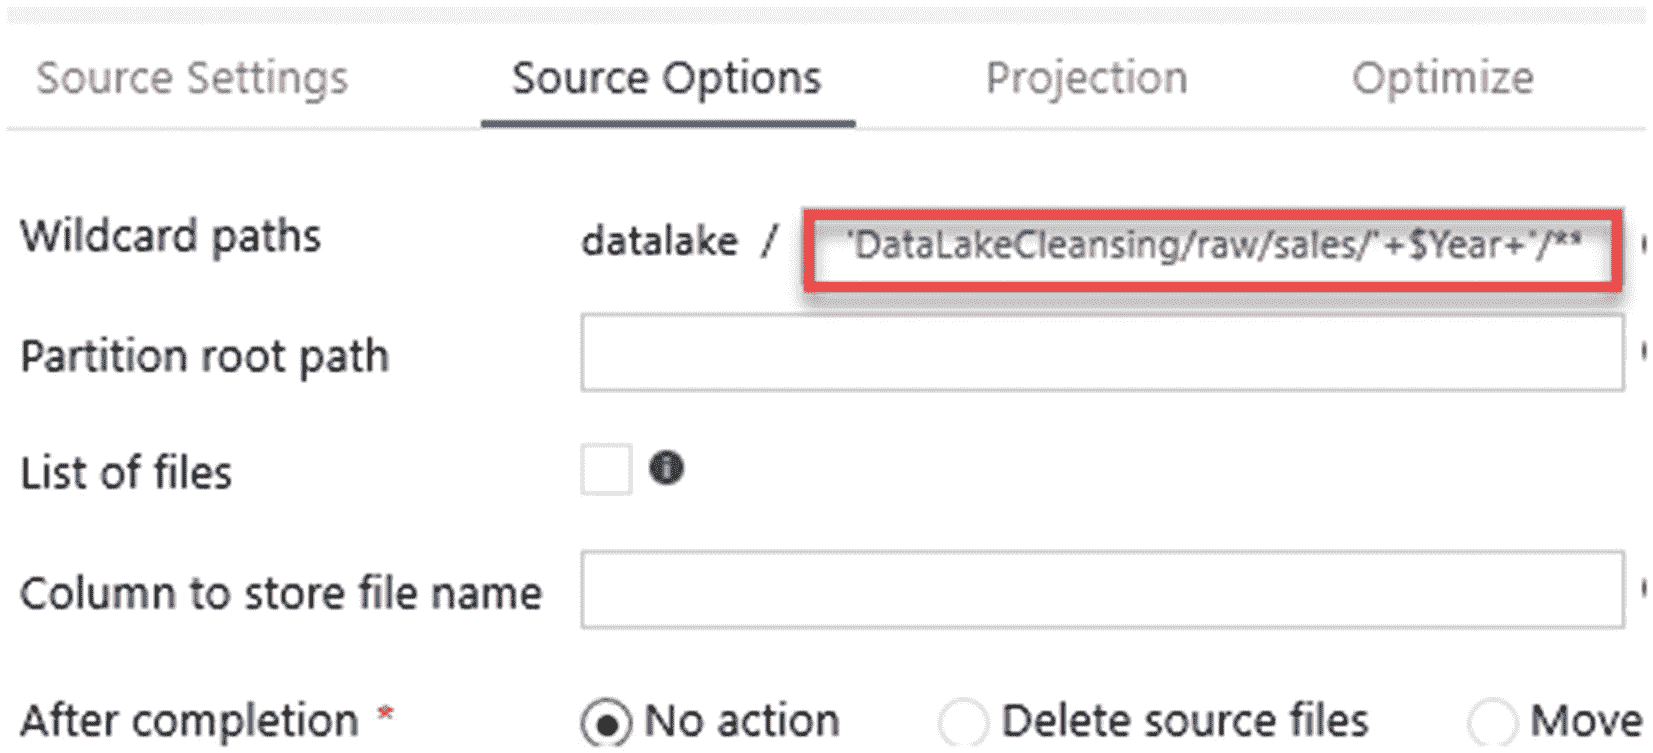 Source Settings Source Options Projection Optimize
Wildcard paths datalake / 'DataLakeCleansing/raw/sales/'+$Year+'/**
Partition root path
List of files
Column to store file name
After completion * No action Delete source files Move